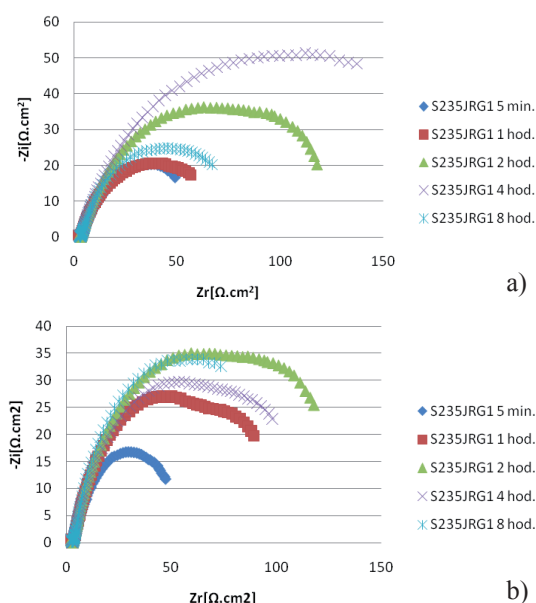 60
50
40
30
20
10
0
-Zi[Ω.cm²]
0 50 100 150
Zr[Ω.cm²]
S235JRG1 5 min.
S235JRG1 1 hod.
S235JRG1 2 hod.
S235JRG1 4 hod.
S235JRG1 8 hod.
a)
40
35
30
25
20
15
10
5
0
-Zi[Ω.cm2]
0 50 100 150
Zr[Ω.cm2]
S235JRG1 5 min.
S235JRG1 1 hod.
S235JRG1 2 hod.
S235JRG1 4 hod.
S235JRG1 8 hod.
b)